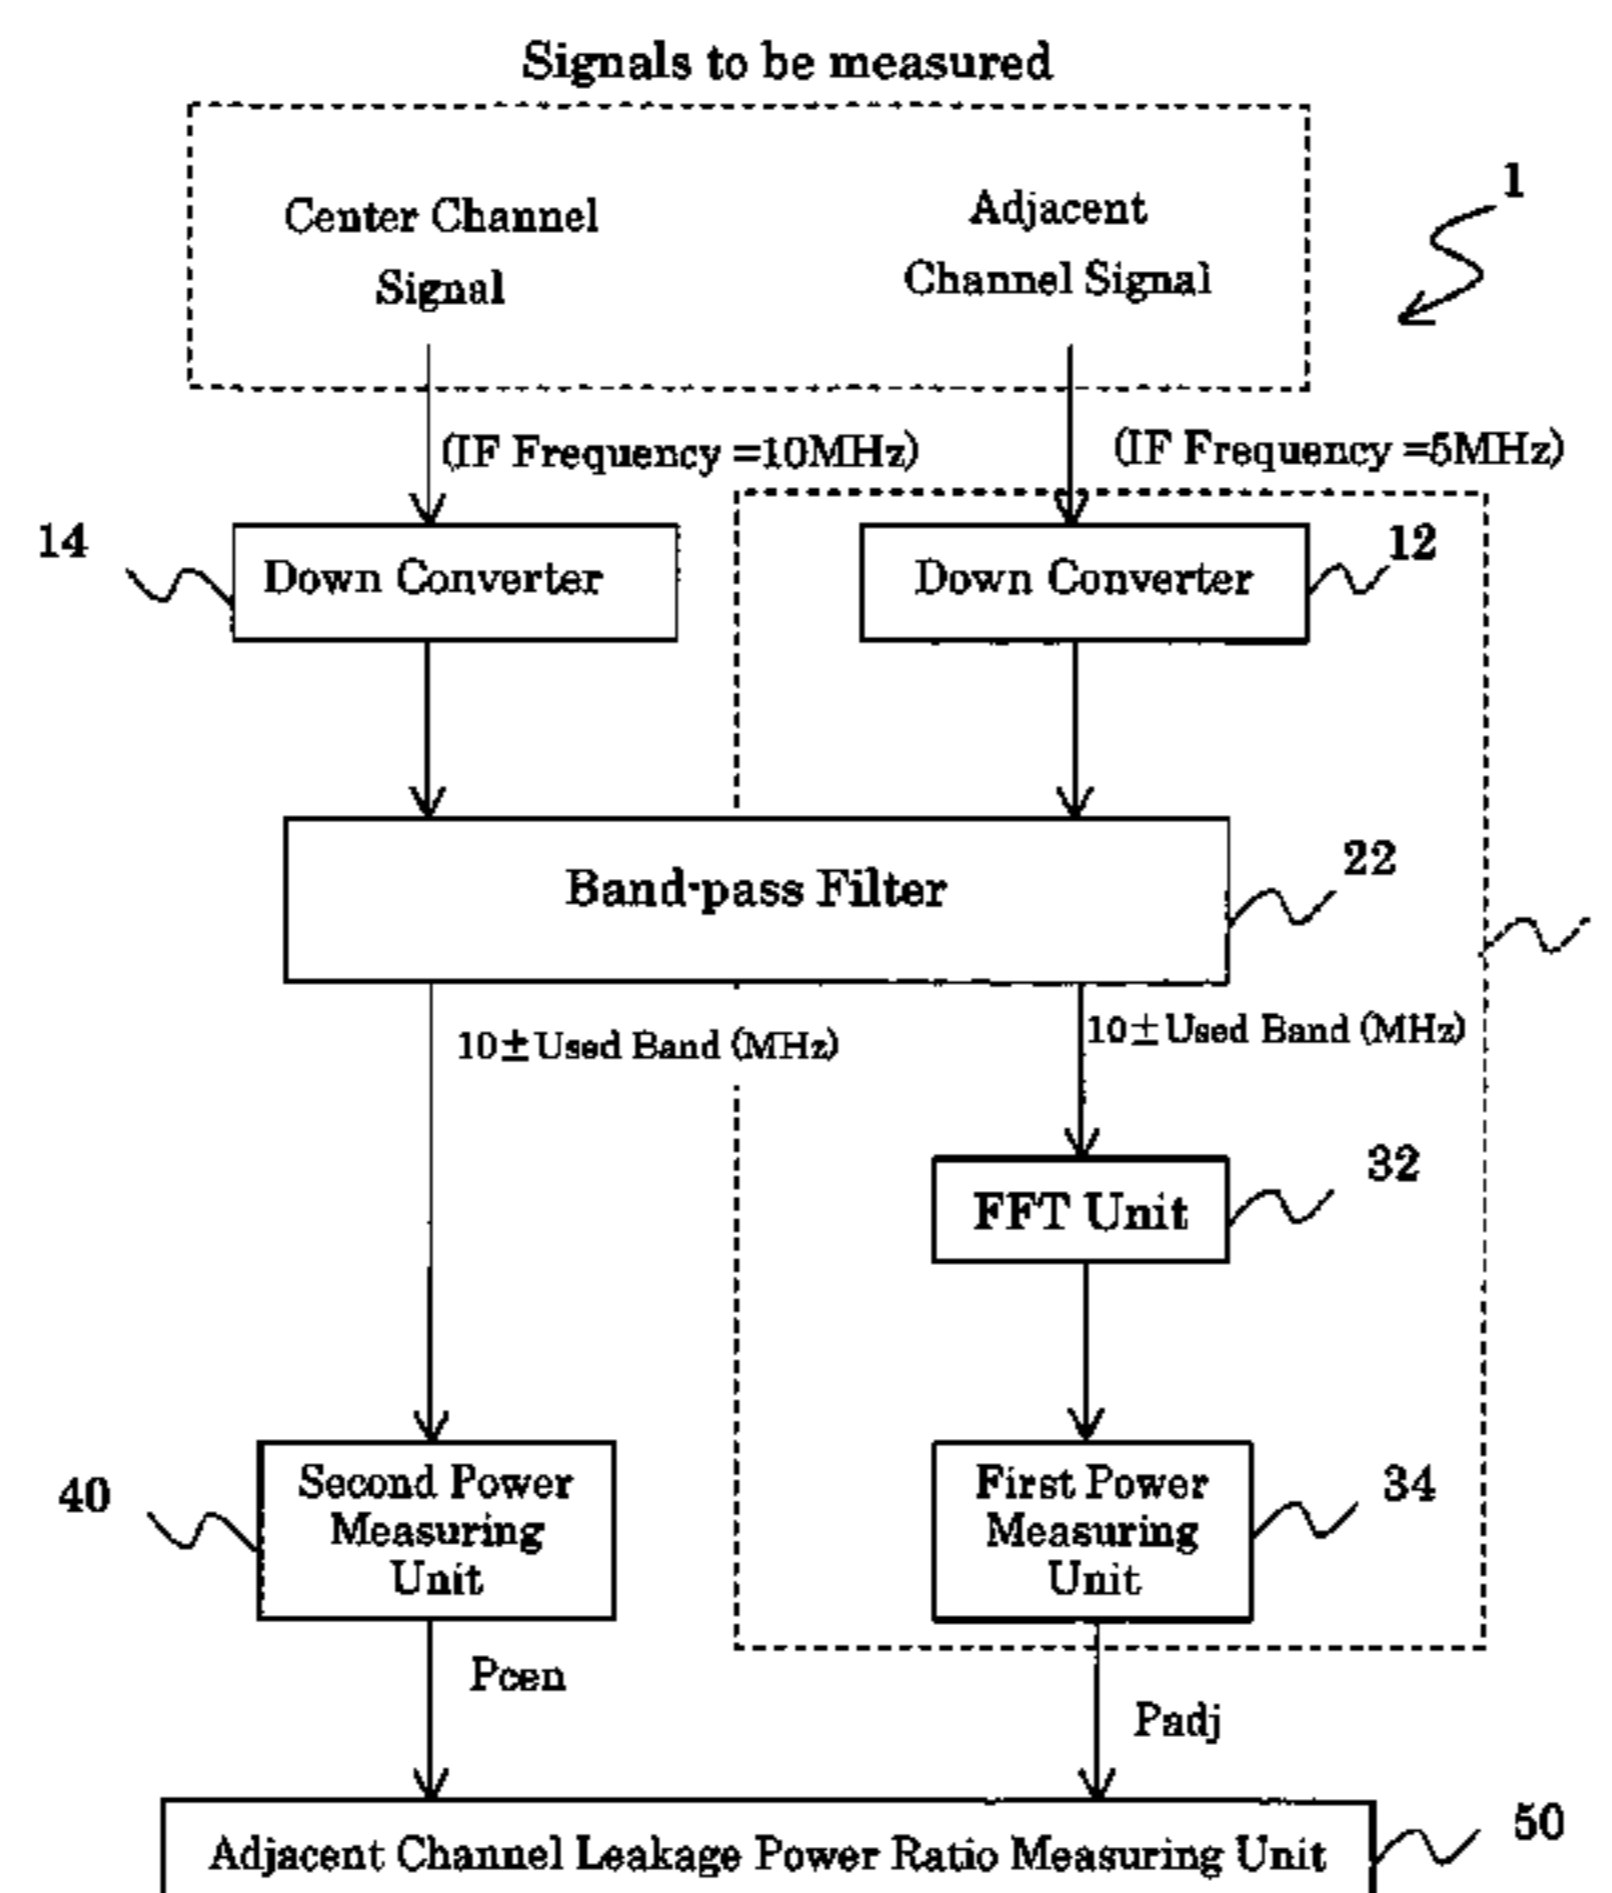 Signals to be measured
Center Channel
Signal
Adjacent
Channel Signal
1
(IF Frequency =10MHz)
(IF Frequency =5MHz)
14
Down Converter
Down Converter
12
Band-pass Filter
22
10±Used Band (MHz)
10±Used Band (MHz)
FFT Unit
32
40
Second Power
Measuring
Unit
First Power
Measuring
Unit
34
Pcen
Padj
Adjacent Channel Leakage Power Ratio Measuring Unit
50